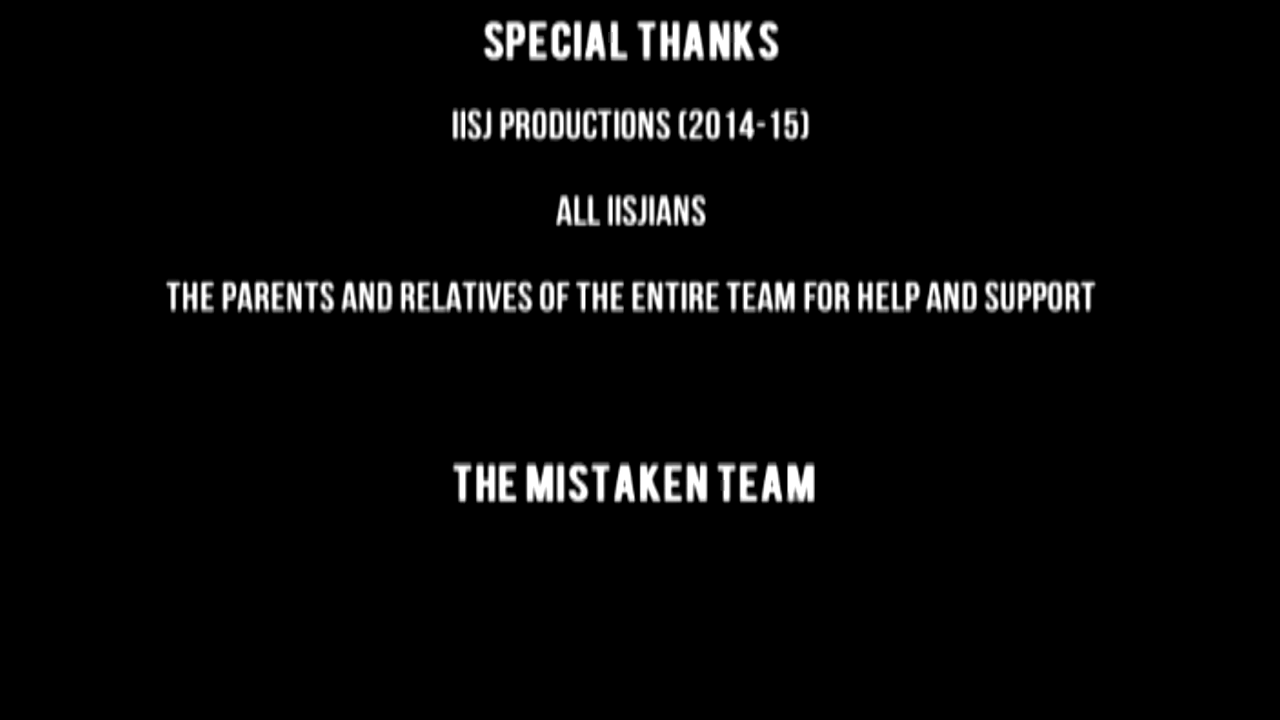 SPECIAL THANKS
IISJ PRODUCTIONS (2014-15)
ALL IISJIANS
THE PARENTS AND RELATIVES OF THE ENTIRE TEAM FOR HELP AND SUPPORT
THE MISTAKEN TEAM